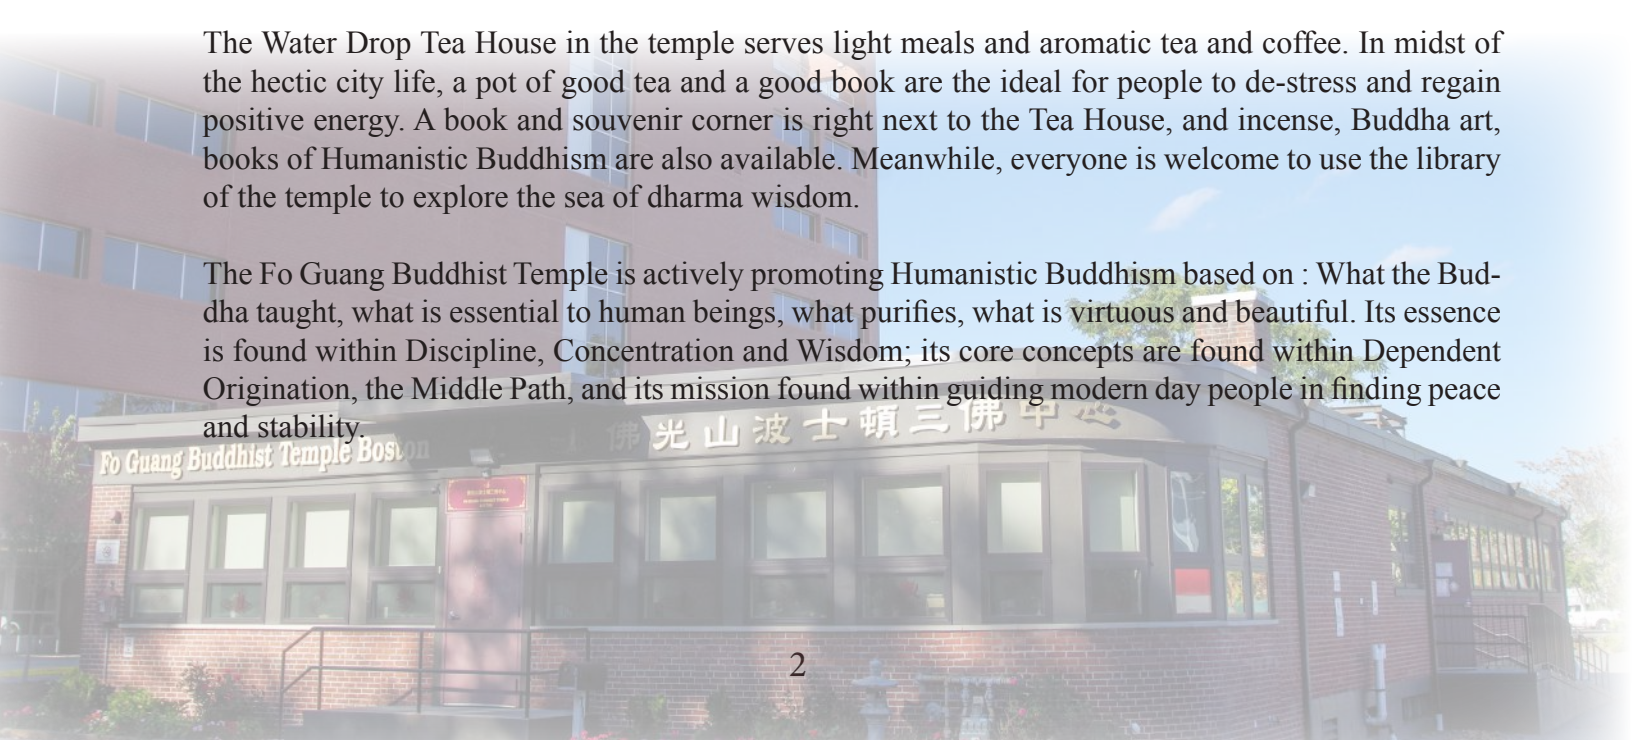 The Water Drop Tea House in the temple serves light meals and aromatic tea and coffee. In midst of
the hectic city life, a pot of good tea and a good book are the ideal for people to de-stress and regain
positive energy. A book and souvenir corner is right next to the Tea House, and incense, Buddha art,
books of Humanistic Buddhism are also available. Meanwhile, everyone is welcome to use the library
of the temple to explore the sea of dharma wisdom.
The Fo Guang Buddhist Temple is actively promoting Humanistic Buddhism based on : What the Bud-
dha taught, what is essential to human beings, what purifies, what is virtuous and beautiful. Its essence
is found within Discipline, Concentration and Wisdom; its core concepts are found within Dependent
Origination, the Middle Path, and its mission found within guiding modern day people in finding peace
and stability.
Fo Guang Buddhist Temple Boston
佛光山波士頓三佛中心
2